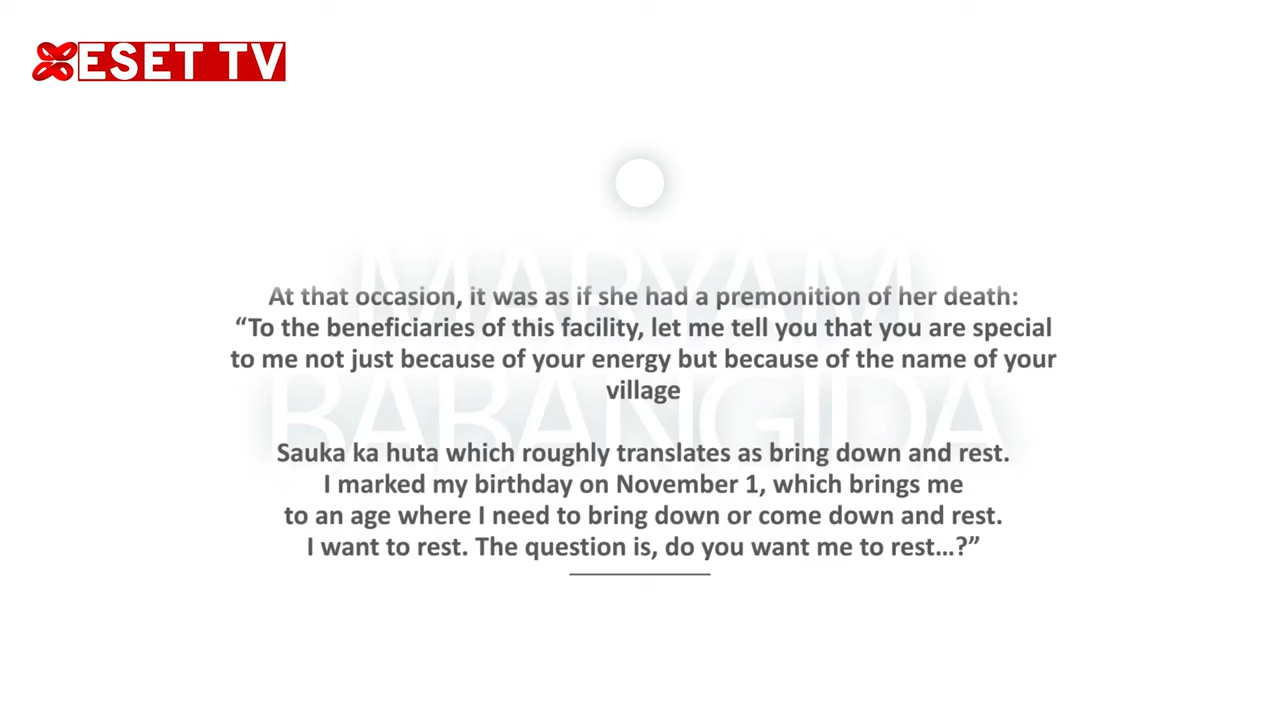 ESET TV
MARYAM
At that occasion, it was as if she had a premonition of her death:
“To the beneficiaries of this facility, let me tell you that you are special
to me not just because of your energy but because of the name of your
village
BABANGIDA
Sauka ka huta which roughly translates as bring down and rest.
I marked my birthday on November 1, which brings me
to an age where I need to bring down or come down and rest.
I want to rest. The question is, do you want me to rest...?”